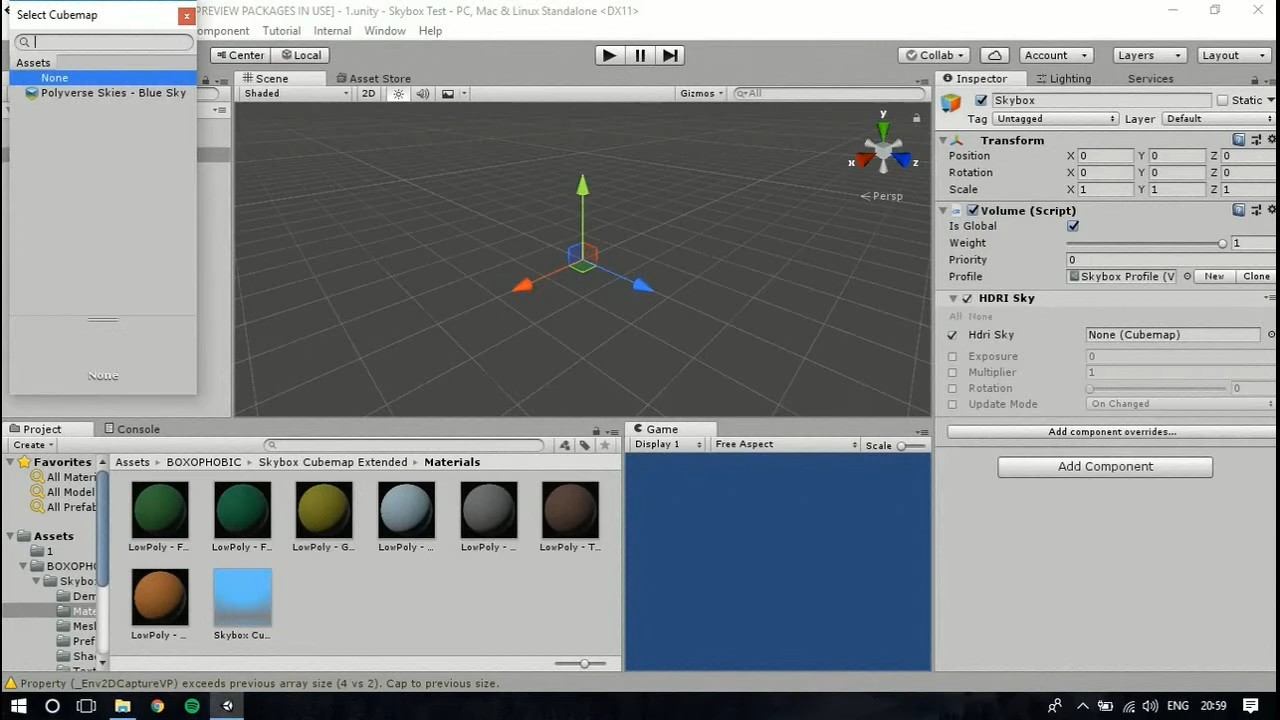 Select Cubemap
PREVIEW PACKAGES IN USE] - 1.unity - Skybox Test - PC, Mac & Linux Standalone <DX11>
omponent Tutorial Internal Window Help
Center Local Collab Account Layers Layout
Assets
None
Polyverse Skies - Blue Sky
None
Scene Asset Store
Shaded 2D Gizmos All
y
x
z
Persp
Inspector Lighting Services
Skybox Static
Tag Untagged Layer Default
Transform
Position X 0 Y 0 Z 0
Rotation X 0 Y 0 Z 0
Scale X 1 Y 1 Z 1
Volume (Script)
Is Global
Weight 1
Priority 0
Profile Skybox Profile (V New Clone
HDRI Sky
All None
Hdri Sky None (Cubemap)
Exposure 0
Multiplier 1
Rotation 0
Update Mode On Changed
Add component overrides...
Add Component
Project Console
Create
Favorites
All Materi
All Model
All Prefab
Assets
1
BOXOPH
Skybo
Dem
Mate
Mesh
Pref
Sha
Assets BOXOPHOBIC Skybox Cubemap Extended Materials
LowPoly - F... LowPoly - F... LowPoly - G... LowPoly - ... LowPoly - ... LowPoly - T...
LowPoly - ... Skybox Cu...
Game
Display 1 Free Aspect Scale
Property (_Env2DCaptureVP) exceeds previous array size (4 vs 2). Cap to previous size.
ENG 20:59